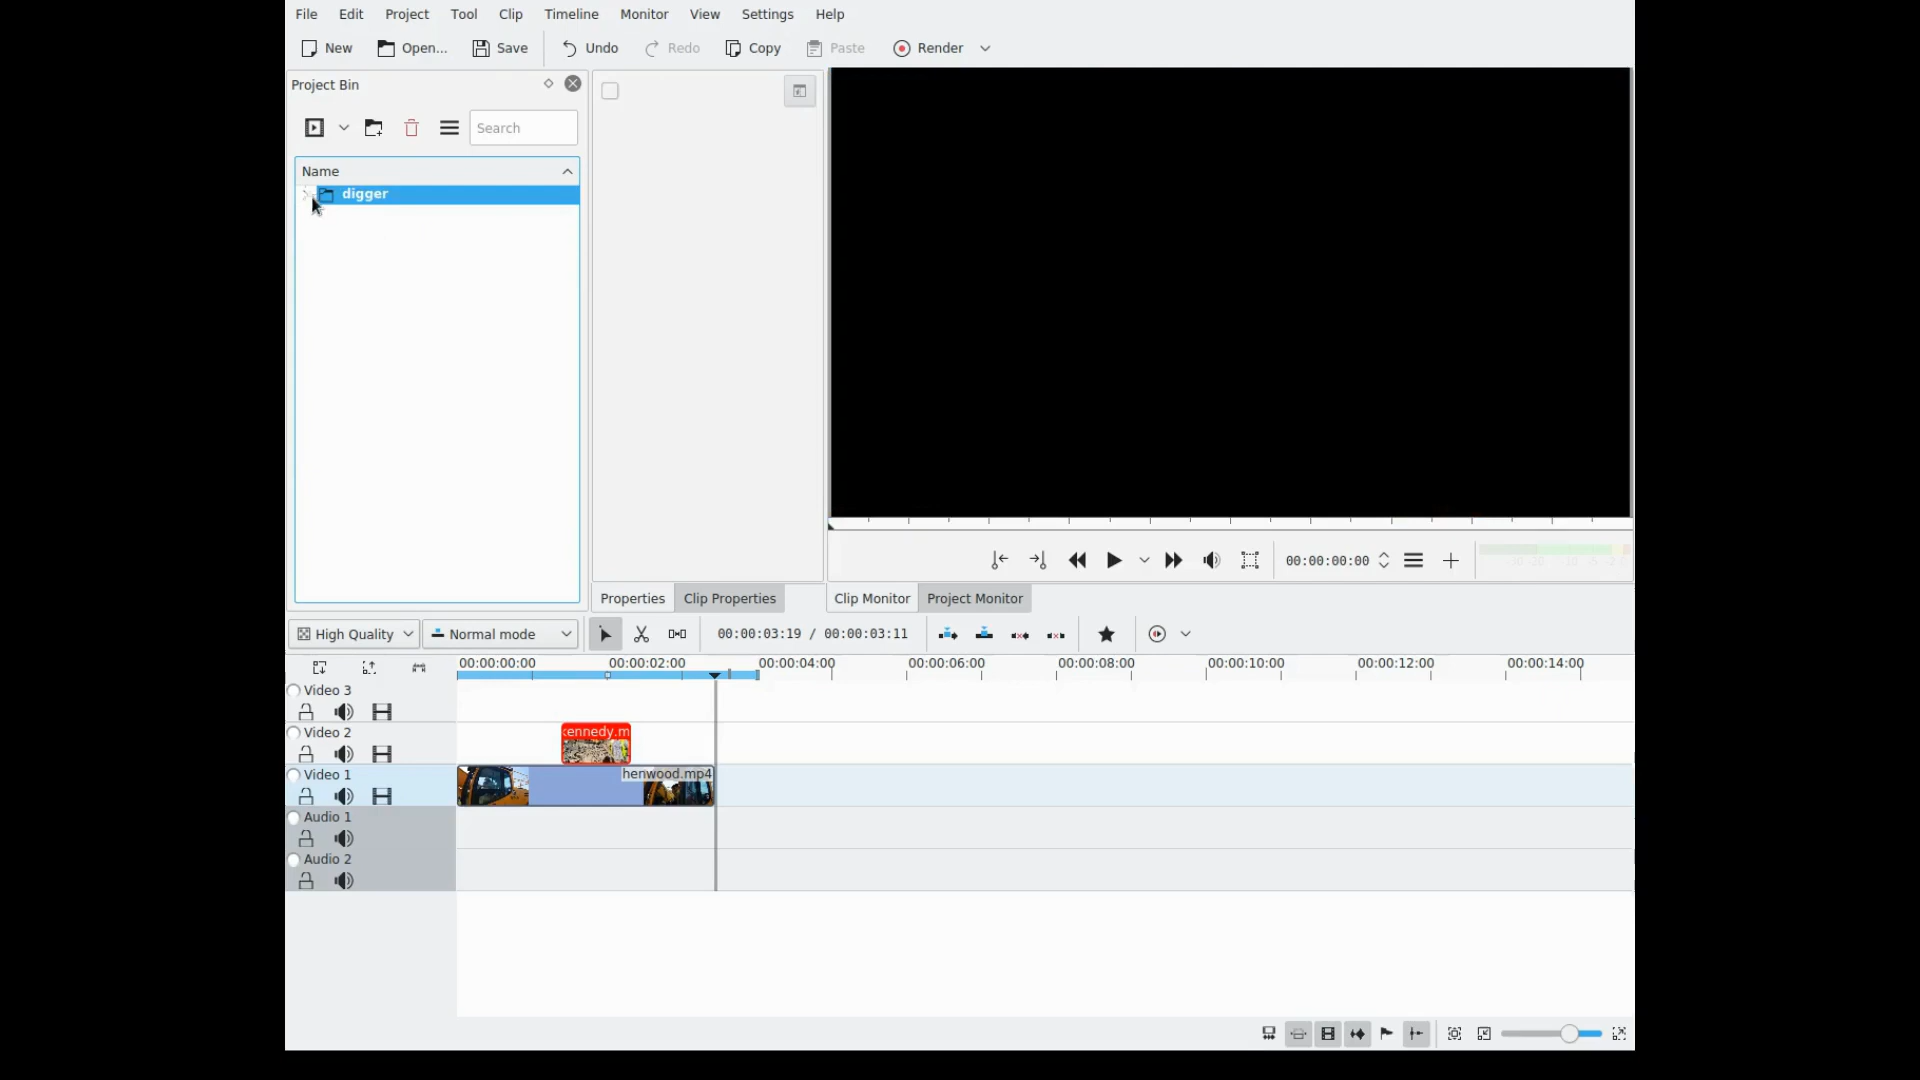 File Edit Project Tool Clip Timeline Monitor View Settings Help
New Open... Save Undo Redo Copy Paste Render
Project Bin
Search
Name
digger
00:00:00:00
Properties Clip Properties Clip Monitor Project Monitor
High Quality Normal mode 00:00:03:19 / 00:00:03:11
00:00:00:00 00:00:02:00 00:00:04:00 00:00:06:00 00:00:08:00 00:00:10:00 00:00:12:00 00:00:14:00
Video 3
Video 2
kennedy.m
Video 1
henwood.mp4
Audio 1
Audio 2